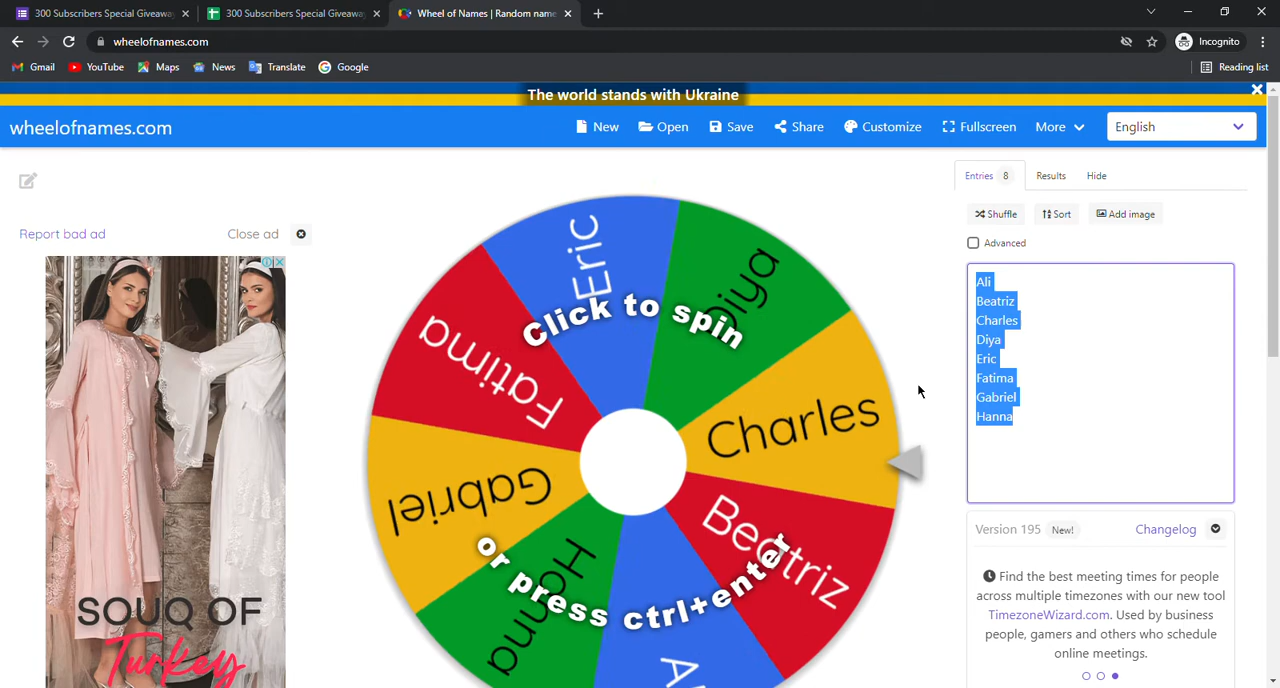 300 Subscribers Special Giveaway
300 Subscribers Special Giveaway
Wheel of Names | Random name
wheelofnames.com
Incognito
Gmail YouTube Maps News Translate Google Reading list
The world stands with Ukraine
wheelofnames.com New Open Save Share Customize Fullscreen More English
Entries 8 Results Hide
Shuffle Sort Add image
Advanced
Report bad ad Close ad
SOUQ OF
Turkey
Click to spin
or press ctrl+enter
Eric
Diya
Charles
Beatriz
Hanna
Gabriel
Fatima
Ali
Beatriz
Charles
Diya
Eric
Fatima
Gabriel
Hanna
Version 195 New! Changelog
Find the best meeting times for people
across multiple timezones with our new tool
TimezoneWizard.com. Used by business
people, gamers and others who schedule
online meetings.